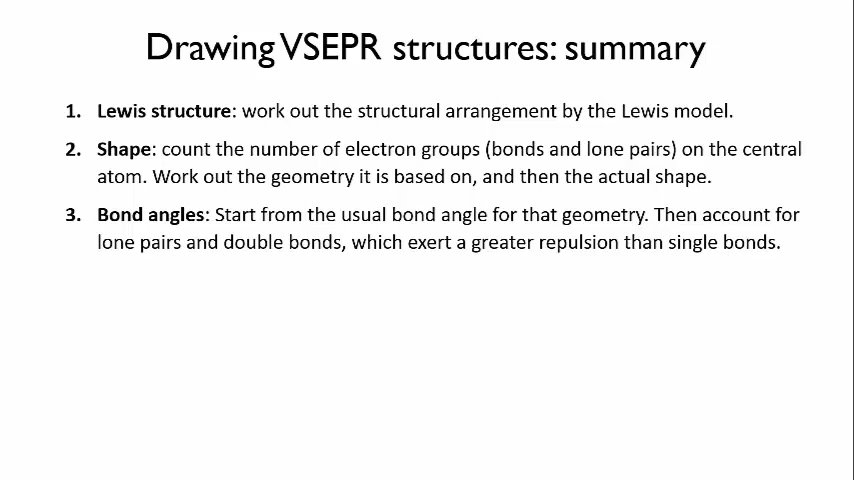 Drawing VSEPR structures: summary
1. Lewis structure: work out the structural arrangement by the Lewis model.
2. Shape: count the number of electron groups (bonds and lone pairs) on the central
atom. Work out the geometry it is based on, and then the actual shape.
3. Bond angles: Start from the usual bond angle for that geometry. Then account for
lone pairs and double bonds, which exert a greater repulsion than single bonds.